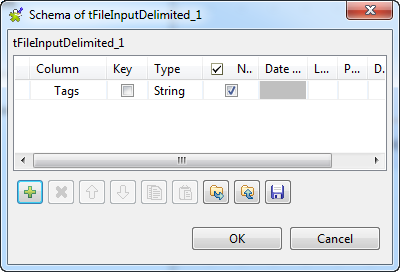 Schema of tFileInputDelimited_1
tFileInputDelimited_1
Column Key Type N.. Date ... L... P... D.
Tags String
OK Cancel